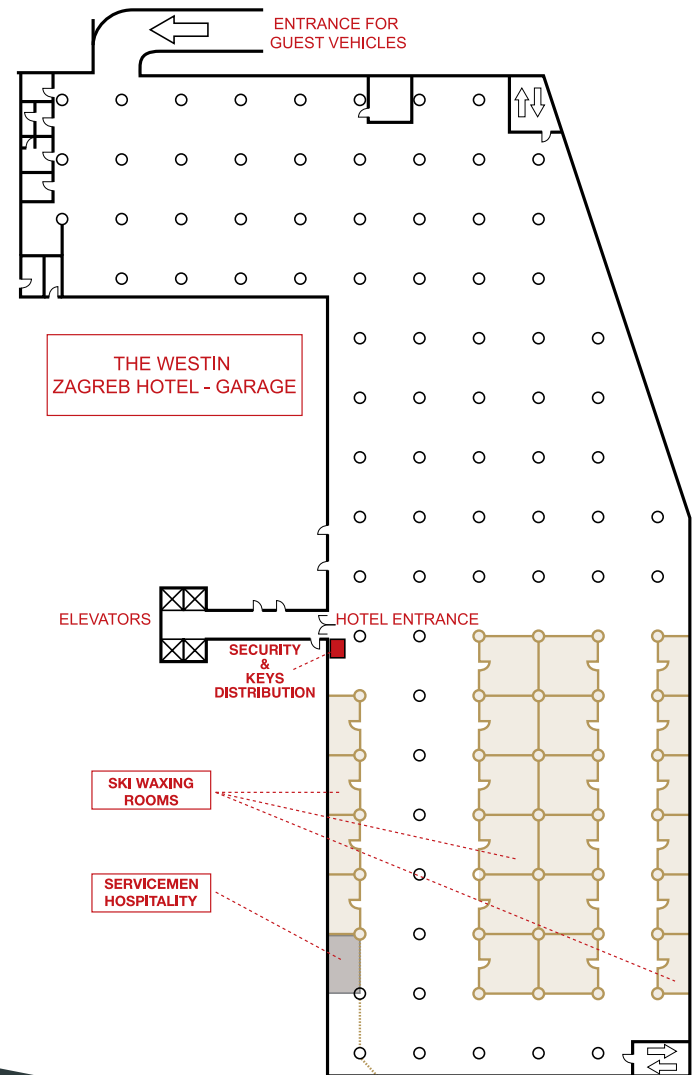 ENTRANCE FOR
GUEST VEHICLES
THE WESTIN
ZAGREB HOTEL - GARAGE
ELEVATORS
HOTEL ENTRANCE
SECURITY
&
KEYS
DISTRIBUTION
SKI WAXING
ROOMS
SERVICEMEN
HOSPITALITY